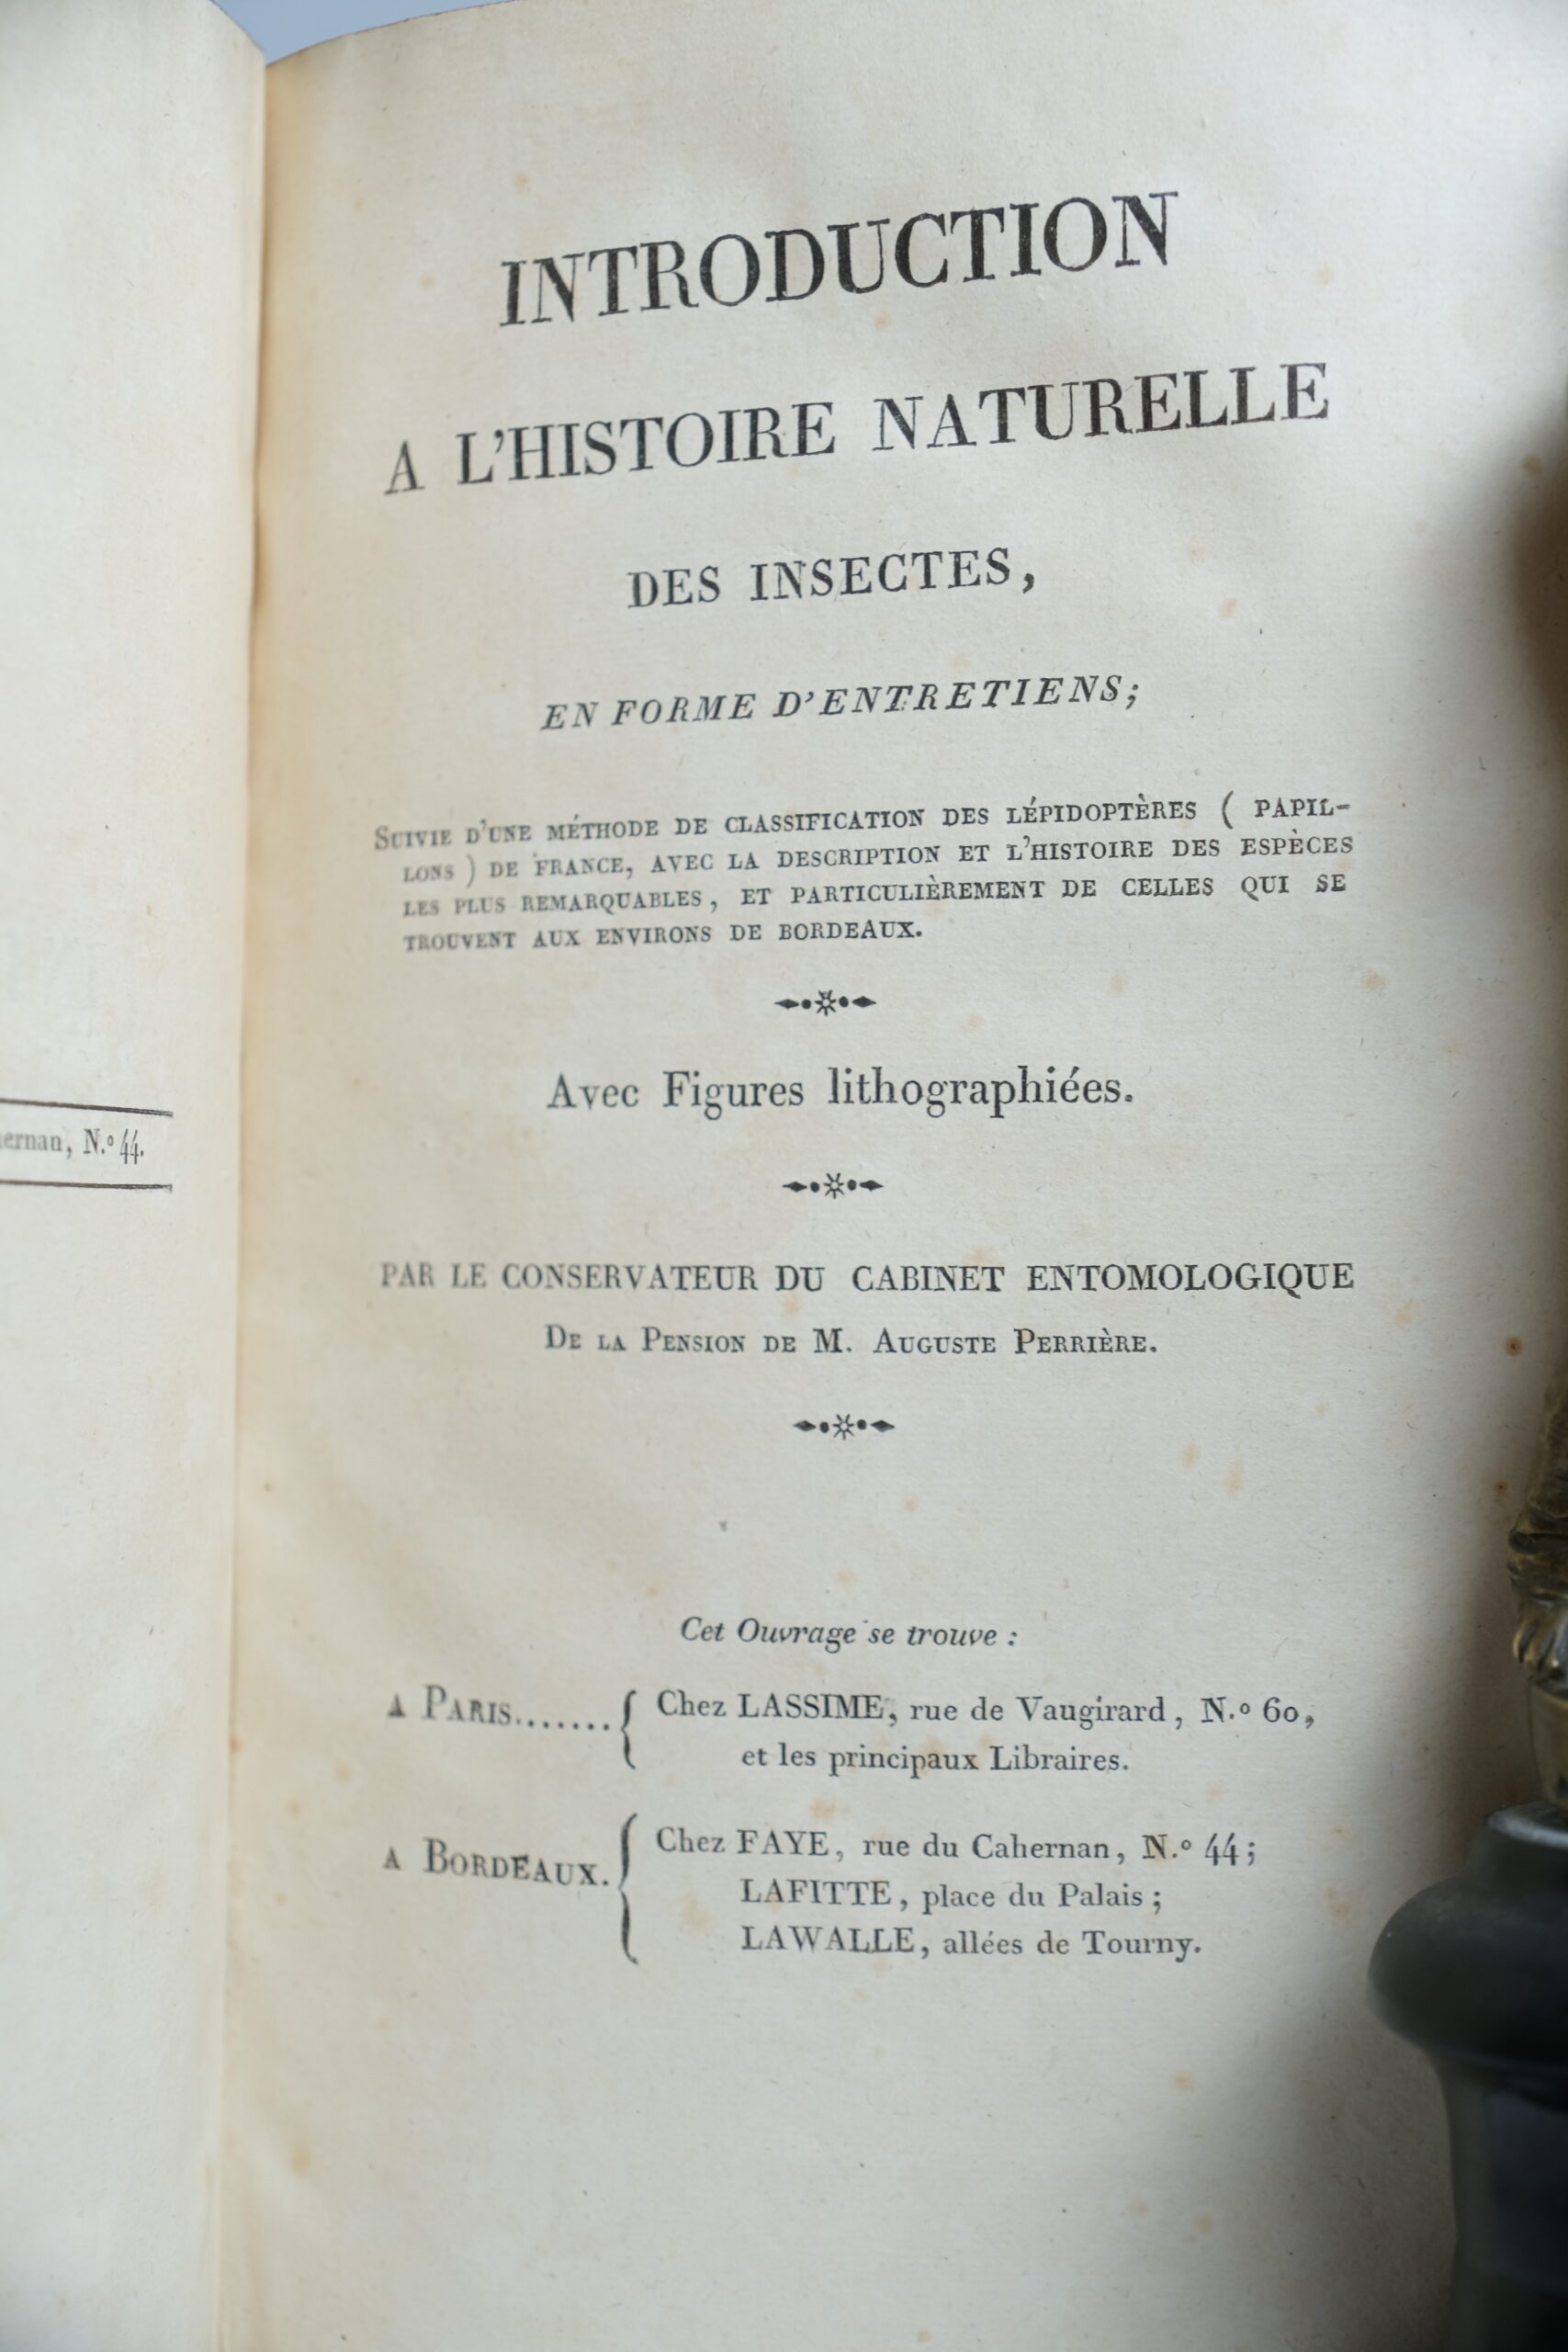 ernan, N.º 44.
INTRODUCTION
A L'HISTOIRE NATURELLE
DES INSECTES,
EN FORME D'ENTRETIENS;
SUIVIE D'UNE MÉTHODE DE CLASSIFICATION DES LÉPIDOPTÈRES ( PAPIL-
LONS ) DE FRANCE, AVEC LA DESCRIPTION ET L'HISTOIRE DES ESPÈCES
LES PLUS REMARQUABLES, ET PARTICULIÈREMENT DE CELLES QUI SE
TROUVENT AUX ENVIRONS DE BORDEAUX.
Avec Figures lithographiées.
PAR LE CONSERVATEUR DU CABINET ENTOMOLOGIQUE
DE LA PENSION DE M. AUGUSTE PERRIÈRE.
Cet Ouvrage se trouve :
A PARIS....... { Chez LASSIME, rue de Vaugirard, N.º 60,
et les principaux Libraires.
A BORDEAUX. { Chez FAYE, rue du Cahernan, N.º 44;
LAFITTE, place du Palais;
LAWALLE, allées de Tourny.